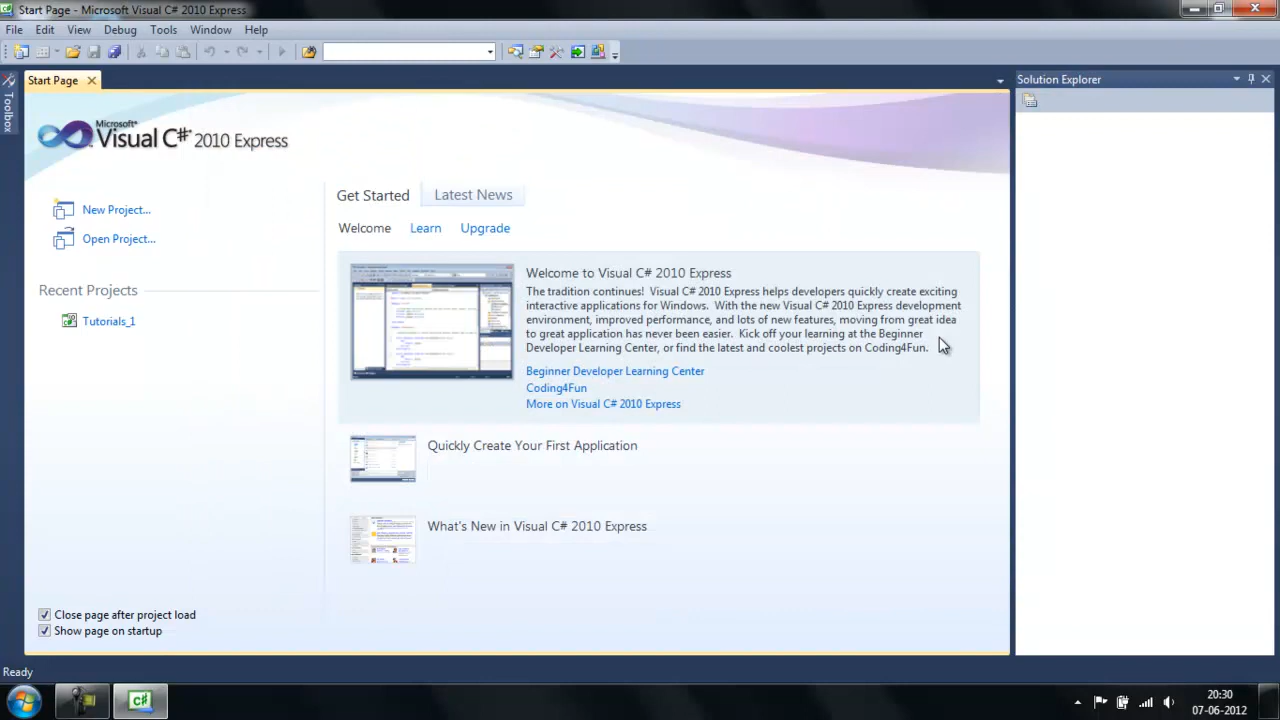 Start Page - Microsoft Visual C# 2010 Express
File Edit View Debug Tools Window Help
Start Page
Solution Explorer
Toolbox
Microsoft®
Visual C#® 2010 Express
New Project...
Open Project...
Recent Projects
Tutorials_1
Get Started Latest News
Welcome Learn Upgrade
Welcome to Visual C# 2010 Express
The tradition continues! Visual C# 2010 Express helps developers quickly create exciting
interactive applications for Windows. With the new Visual C# 2010 Express development
environment, improved performance, and lots of new features, moving from great idea
to great application has never been easier. Kick off your learning at the Beginner
Developer Learning Center, or find the latest and coolest projects on Coding4Fun.
Beginner Developer Learning Center
Coding4Fun
More on Visual C# 2010 Express
Quickly Create Your First Application
What's New in Visual C# 2010 Express
Close page after project load
Show page on startup
Ready
20:30
07-06-2012